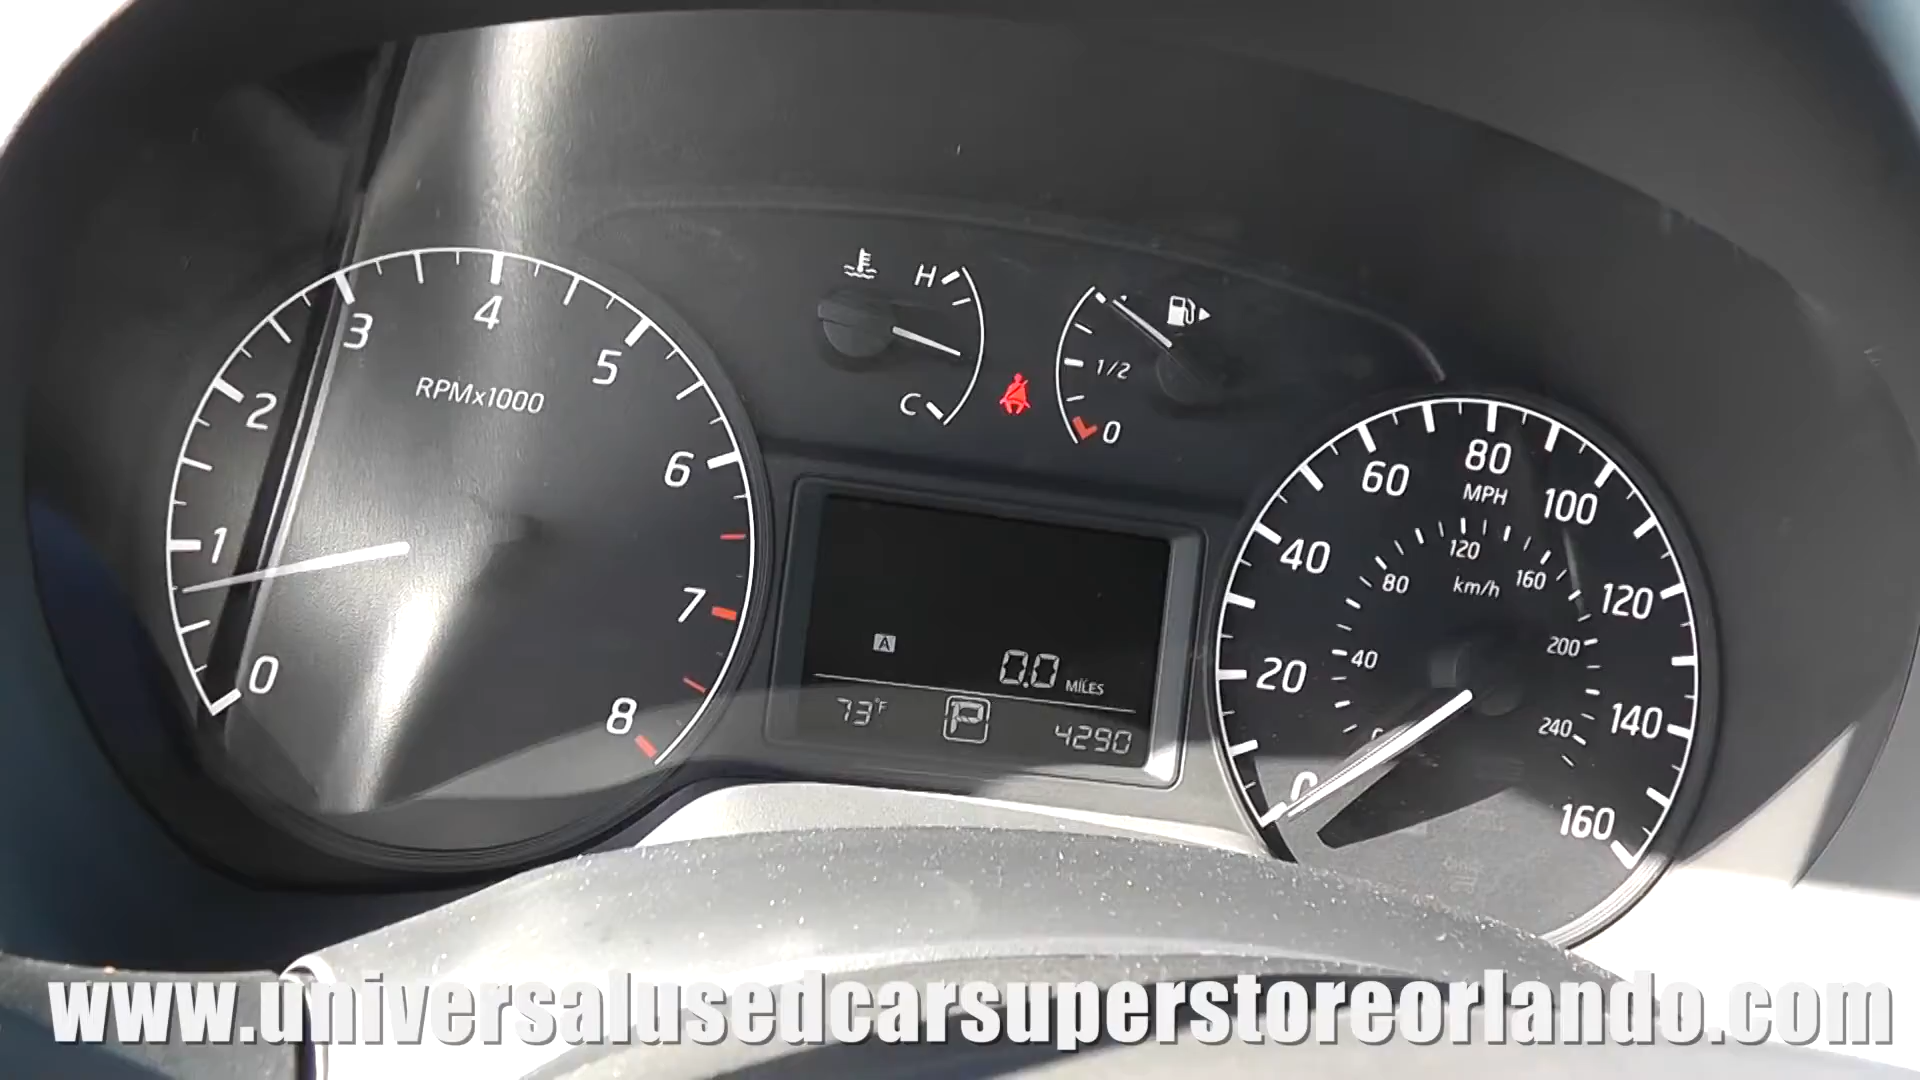 H
C
1/2
0
RPMx1000
0
1
2
3
4
5
6
7
8
A
0.0 MILES
73°F
P
4290
MPH
0
20
40
60
80
100
120
140
160
km/h
40
80
120
160
200
240
www.universalusedcarsuperstoreorlando.com